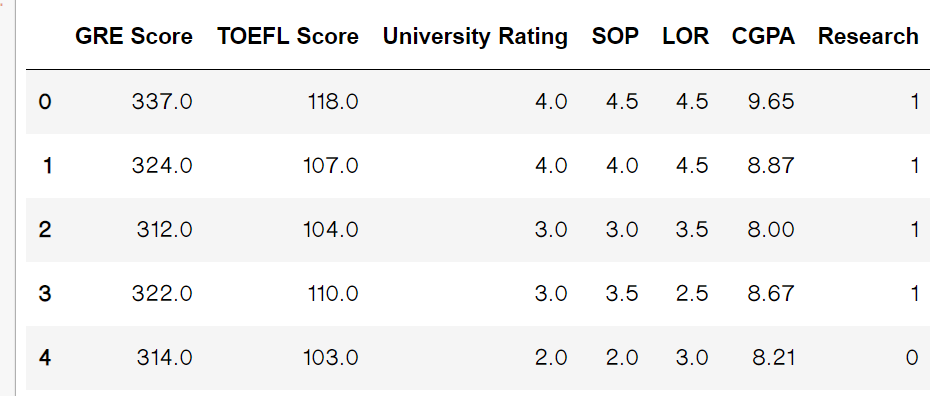 GRE Score TOEFL Score University Rating SOP LOR CGPA Research
0 337.0 118.0 4.0 4.5 4.5 9.65 1
1 324.0 107.0 4.0 4.0 4.5 8.87 1
2 312.0 104.0 3.0 3.0 3.5 8.00 1
3 322.0 110.0 3.0 3.5 2.5 8.67 1
4 314.0 103.0 2.0 2.0 3.0 8.21 0